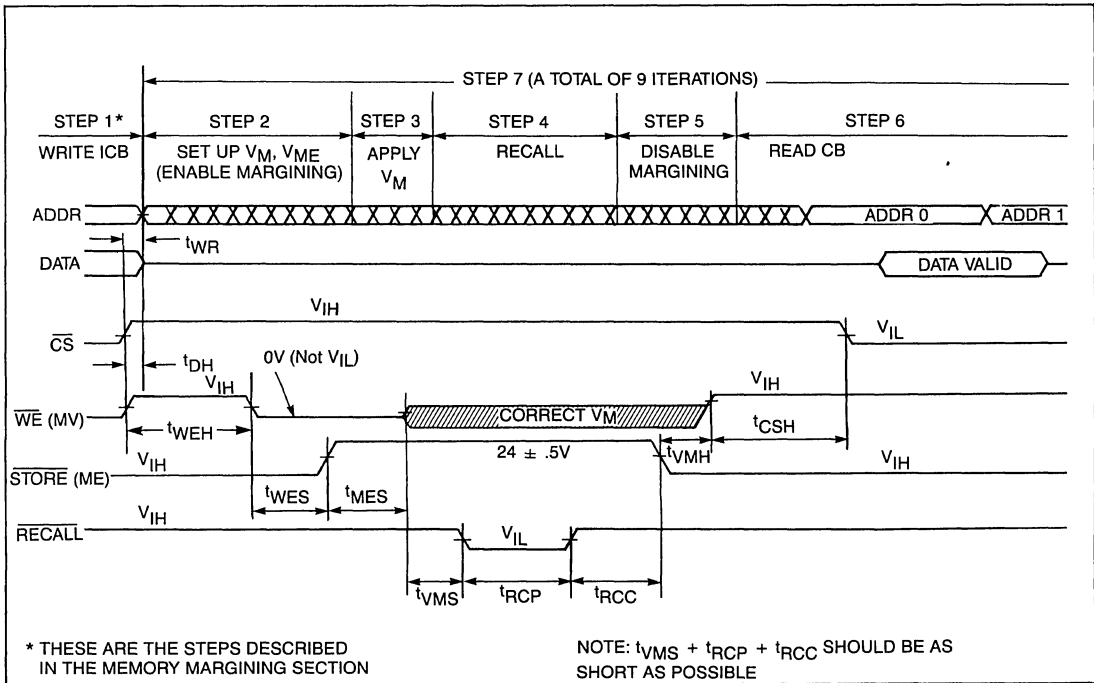 STEP 7 (A TOTAL OF 9 ITERATIONS)
STEP 1* STEP 2 STEP 3 STEP 4 STEP 5 STEP 6
WRITE ICB
SET UP VM, VME
(ENABLE MARGINING)
APPLY
VM
RECALL
DISABLE
MARGINING
READ CB
ADDR ADDR 0 ADDR 1
tWR
DATA DATA VALID
VIH
CS VIL
tDH
0V (Not VIL)
VIH VIH
WE (MV) CORRECT VM
tWEH tCSH
24 ± .5V tVMH
STORE (ME) VIH VIH
tWES tMES
VIH
RECALL VIL
tVMS tRCP tRCC
* THESE ARE THE STEPS DESCRIBED
IN THE MEMORY MARGINING SECTION
NOTE: tVMS + tRCP + tRCC SHOULD BE AS
SHORT AS POSSIBLE